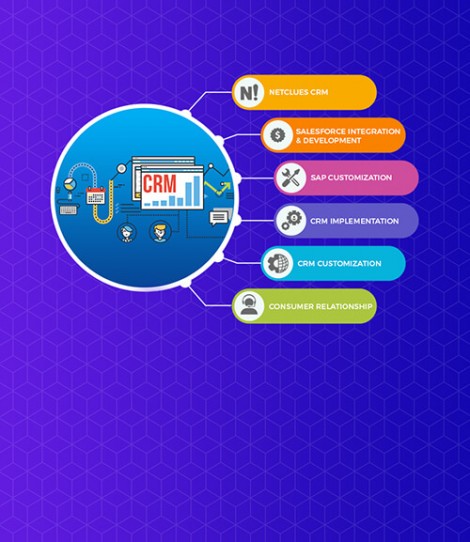 CRM
N!
NETCLUES CRM
$
SALESFORCE INTEGRATION
& DEVELOPMENT
SAP CUSTOMIZATION
CRM IMPLEMENTATION
CRM CUSTOMIZATION
CONSUMER RELATIONSHIP